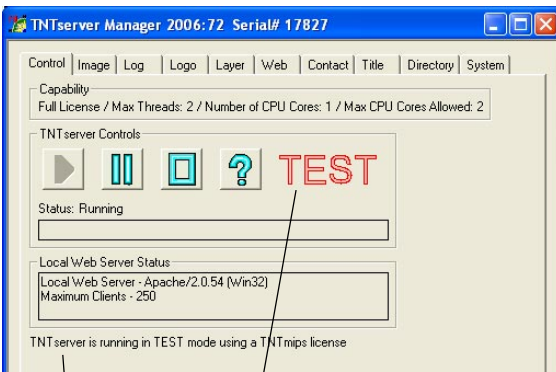 TNTserver Manager 2006:72 Serial# 17827
Control Image Log Logo Layer Web Contact Title Directory System
Capability
Full License / Max Threads: 2 / Number of CPU Cores: 1 / Max CPU Cores Allowed: 2
TNTserver Controls
? TEST
Status: Running
Local Web Server Status
Local Web Server - Apache/2.0.54 (Win32)
Maximum Clients - 250
TNTserver is running in TEST mode using a TNTmips license